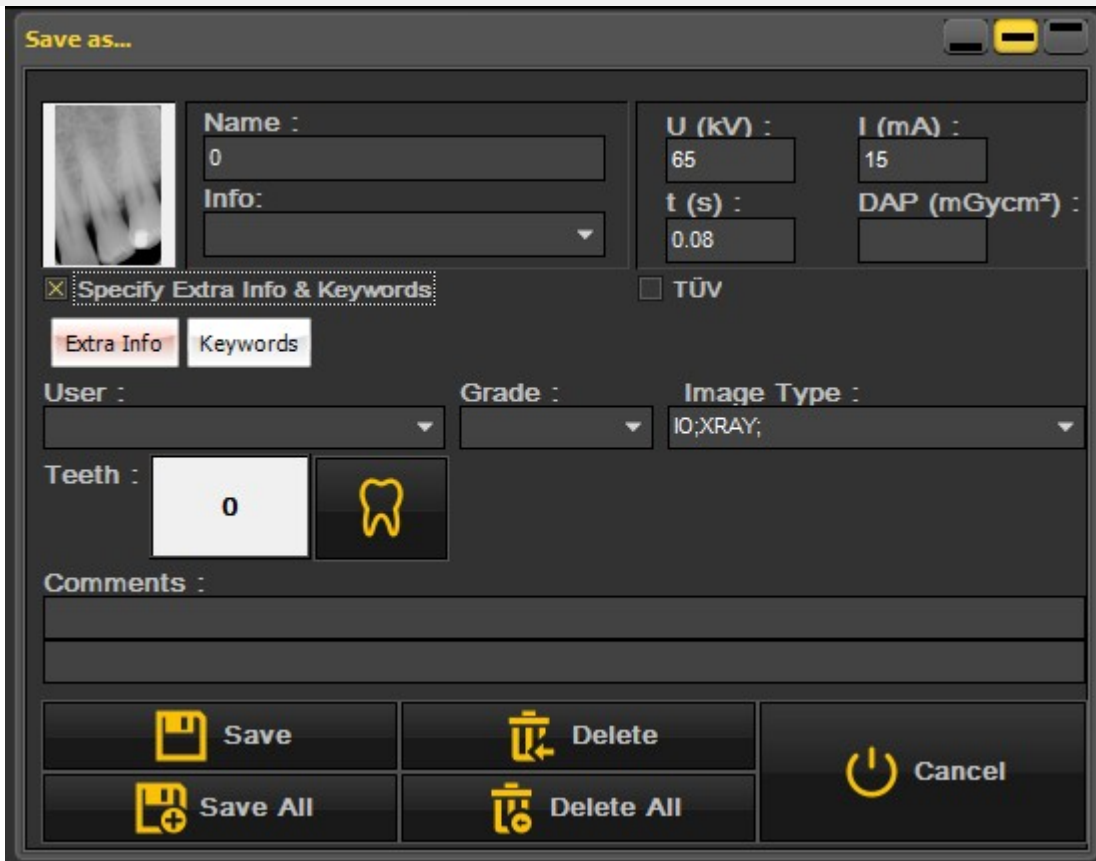 Save as...
Name :
0
Info:
U (kV) : I (mA) :
65 15
t (s) : DAP (mGycm²) :
0.08
Specify Extra Info & Keywords
TÜV
Extra Info Keywords
User : Grade : Image Type :
IO;XRAY;
Teeth :
0
Comments :
Save Delete
Cancel
Save All Delete All